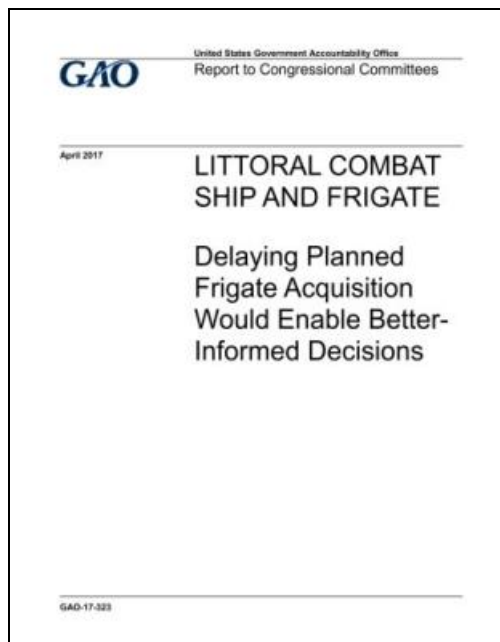 United States Government Accountability Office
GAO
Report to Congressional Committees
April 2017
LITTORAL COMBAT
SHIP AND FRIGATE
Delaying Planned
Frigate Acquisition
Would Enable Better-
Informed Decisions
GAO-17-323